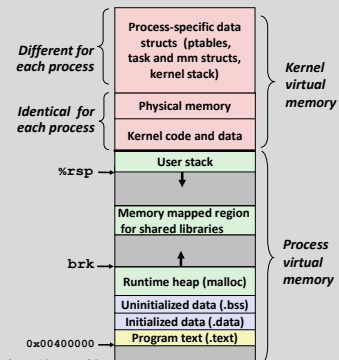 Different for
each process
Process-specific data
structs (ptables,
task and mm structs,
kernel stack)
Kernel
virtual
memory
Identical for
each process
Physical memory
Kernel code and data
User stack
%rsp
Memory mapped region
for shared libraries
Process
virtual
memory
brk
Runtime heap (malloc)
Uninitialized data (.bss)
Initialized data (.data)
Program text (.text)
0x00400000